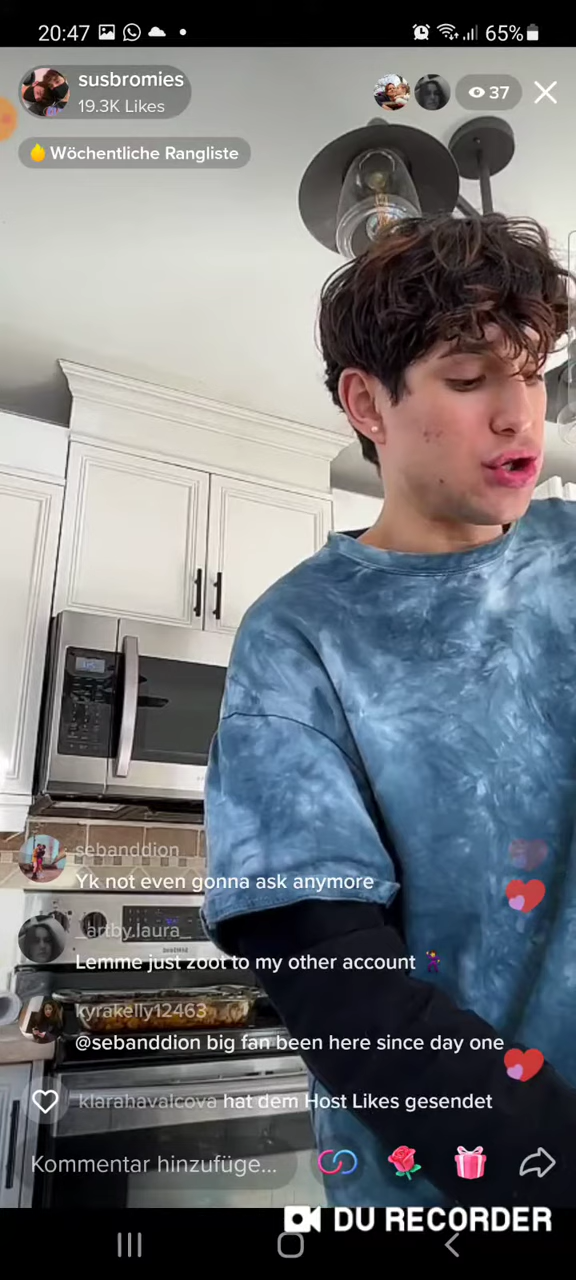 20:47
65%
susbromies
19.3K Likes
37
Wöchentliche Rangliste
sebanddion
Yk not even gonna ask anymore
_artby.laura_
Lemme just zoot to my other account
kyrakelly12463
@sebanddion big fan been here since day one
klarahavalcova hat dem Host Likes gesendet
Kommentar hinzufüge...
DU RECORDER